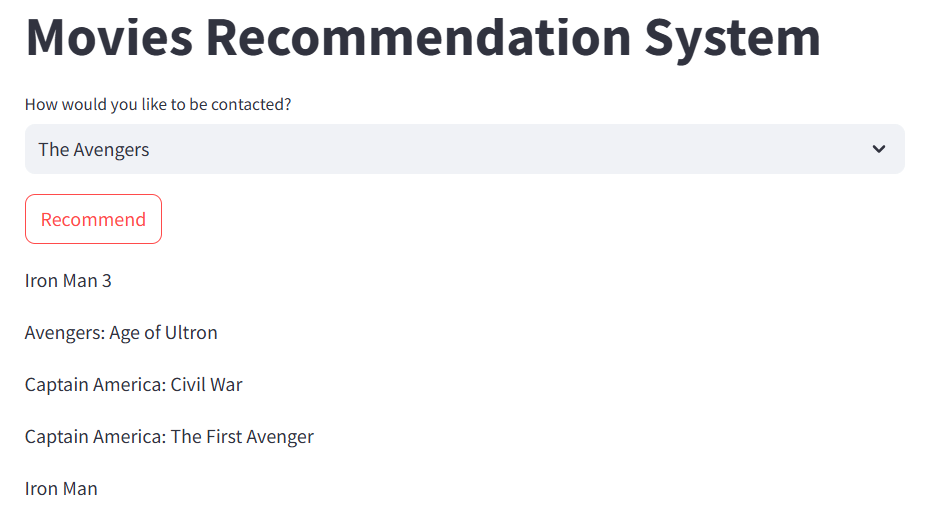 Movies Recommendation System
How would you like to be contacted?
The Avengers
Recommend
Iron Man 3
Avengers: Age of Ultron
Captain America: Civil War
Captain America: The First Avenger
Iron Man